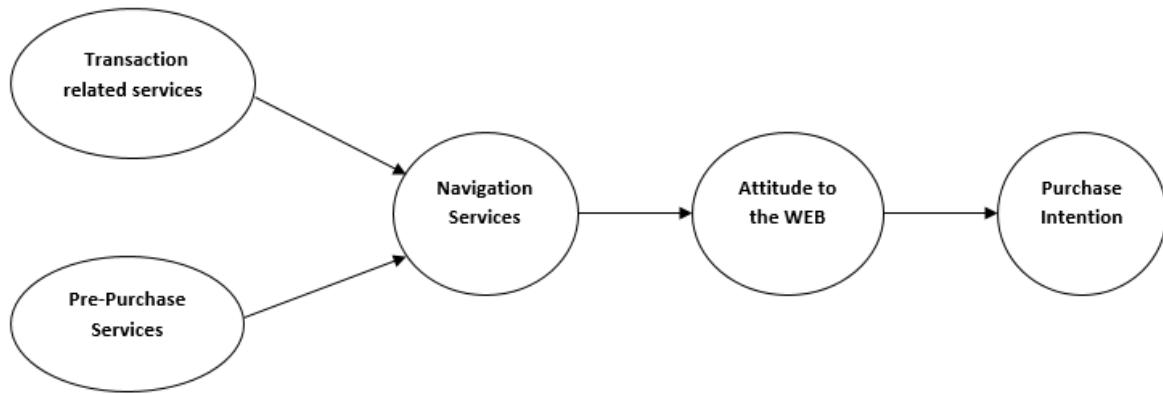 Transaction
related services
Navigation
Services
Attitude to
the WEB
Purchase
Intention
Pre-Purchase
Services